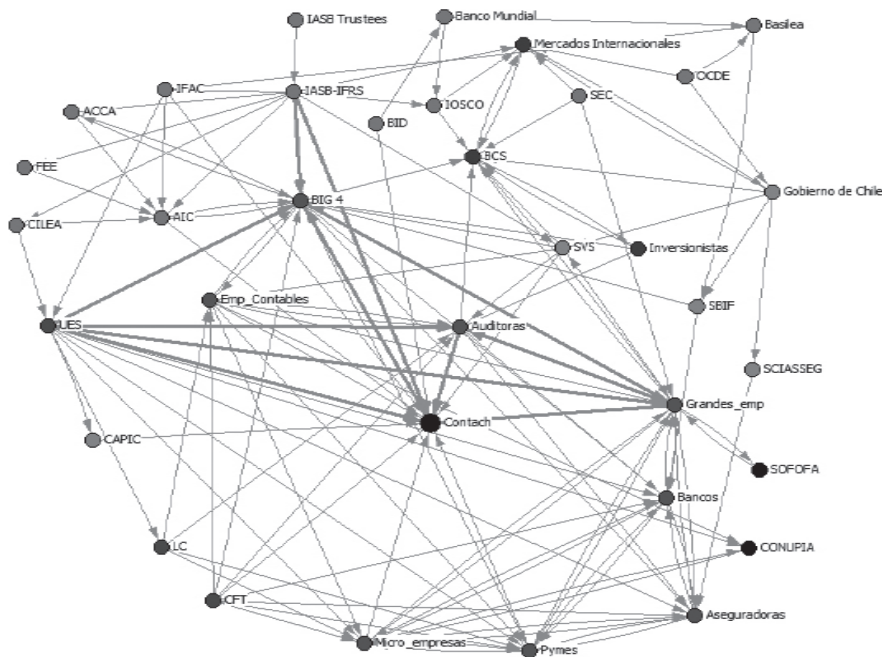 IASB Trustees
Banco Mundial
Basilea
Mercados Internacionales
OCDE
IFAC
IASB-IFRS
SEC
ACCA
IOSCO
BID
BCS
FEE
Gobierno de Chile
BIG 4
AIC
CILEA
SVS
Inversionistas
Emp_Contables
SBIF
UES
Auditoras
SCIASSEG
Grandes_emp
Contach
CAPIC
SOFOFA
Bancos
LC
CONUPIA
CFT
Aseguradoras
Micro_empresas
Pymes